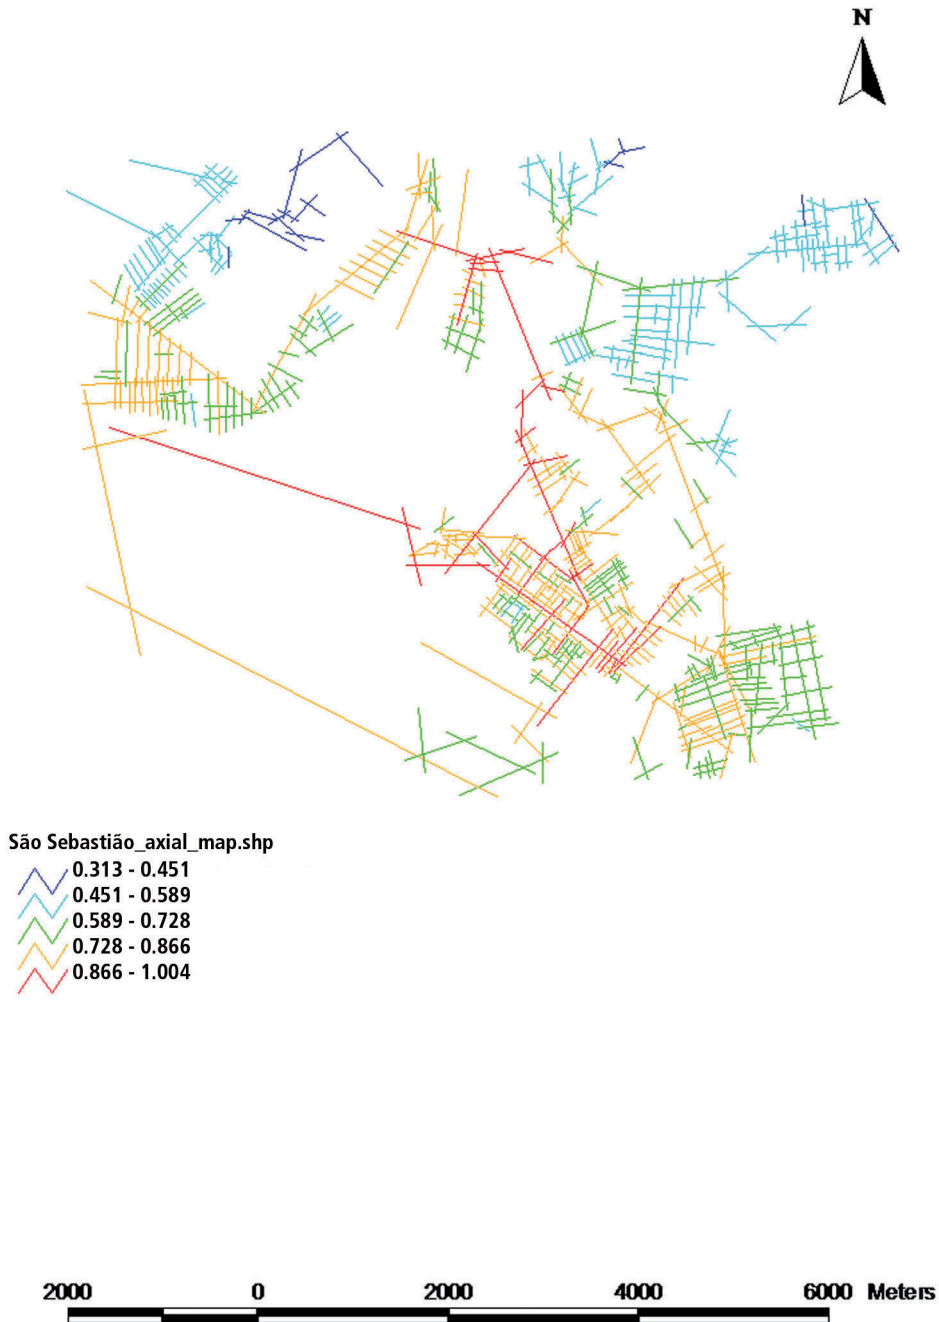 N
São Sebastião_axial_map.shp
0.313 - 0.451
0.451 - 0.589
0.589 - 0.728
0.728 - 0.866
0.866 - 1.004
2000 0 2000 4000 6000 Meters